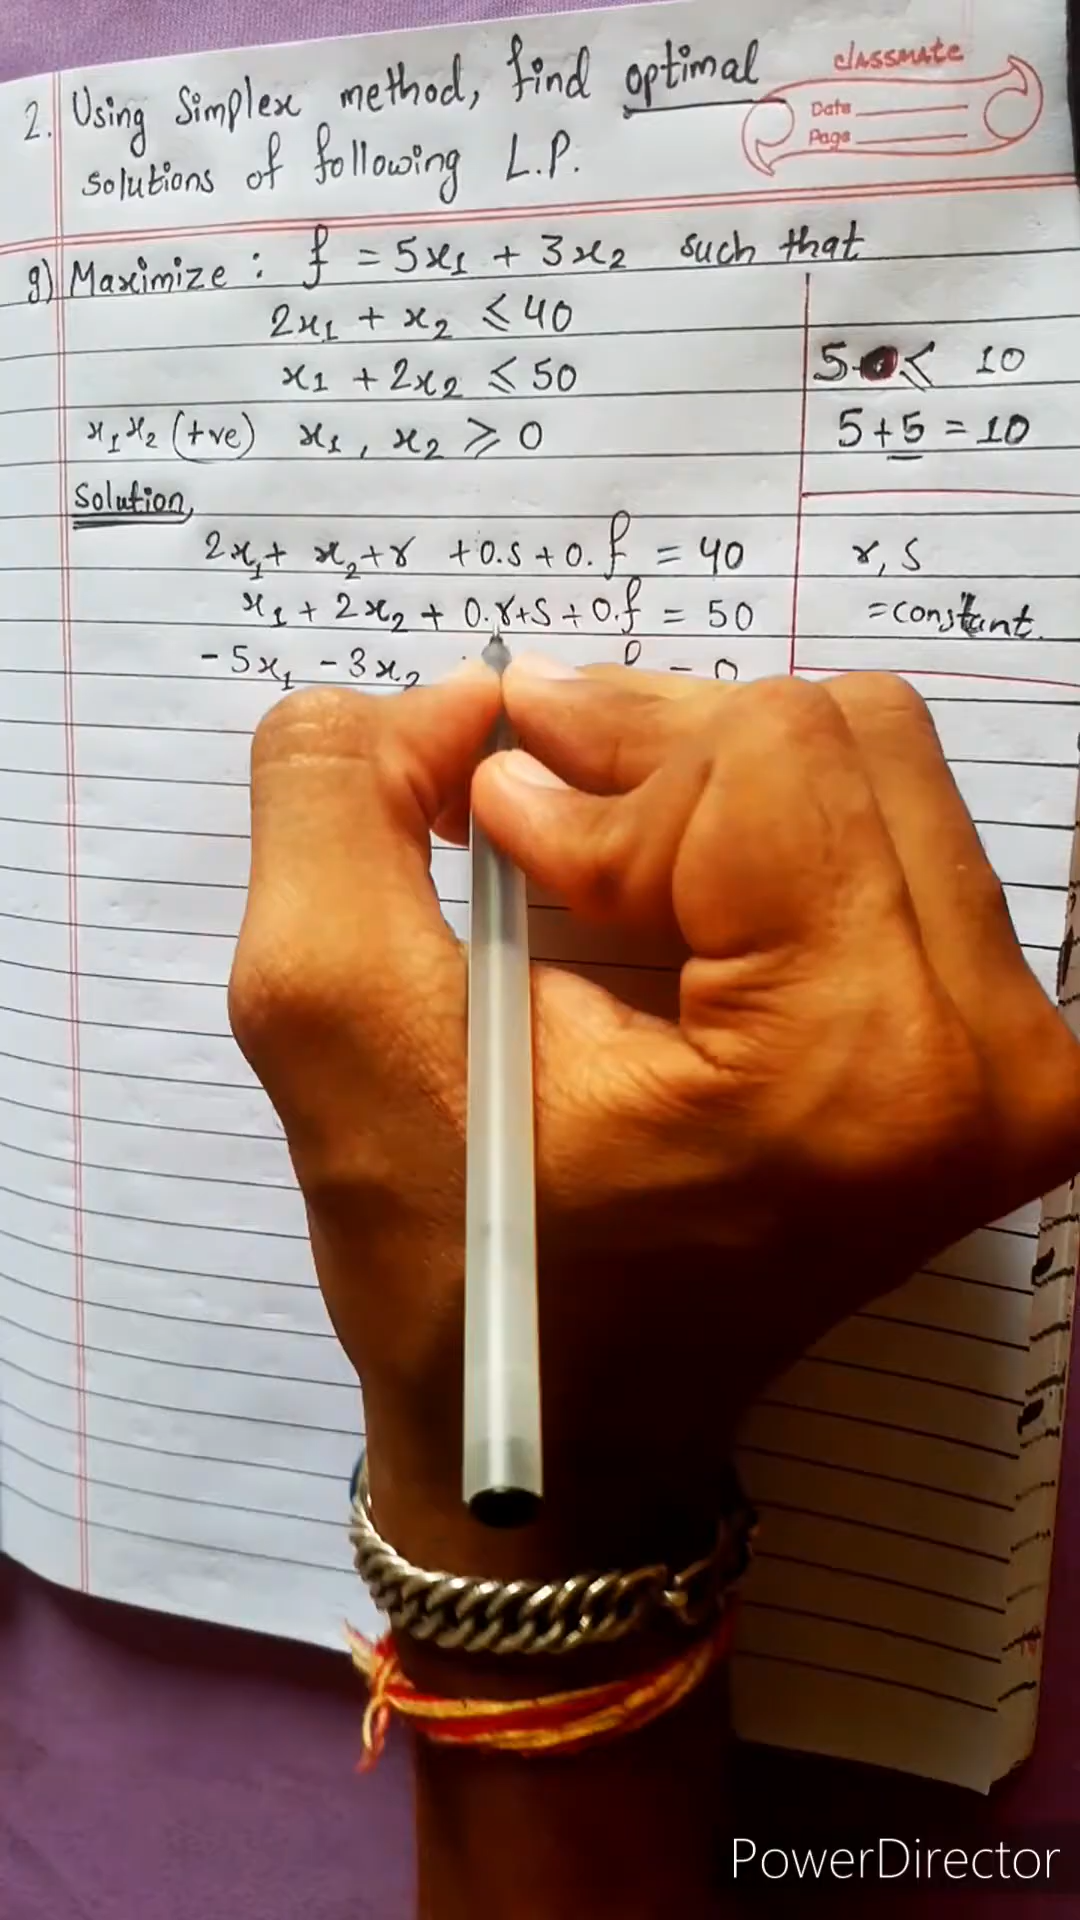 classmate
Date
Page
2. Using Simplex method, find optimal
solutions of following L.P.
g) Maximize : f = 5x₁ + 3x₂ such that
2x₁ + x₂ ≤ 40
x₁ + 2x₂ ≤ 50
x₁ x₂ (+ve) x₁, x₂ ≥ 0
5 ≤ 10
5 + 5 = 10
Solution,
2x₁ + x₂ + r + 0.s + 0.f = 40
x₁ + 2x₂ + 0.r + s + 0.f = 50
-5x₁ - 3x₂
r, s
= constant.
PowerDirector